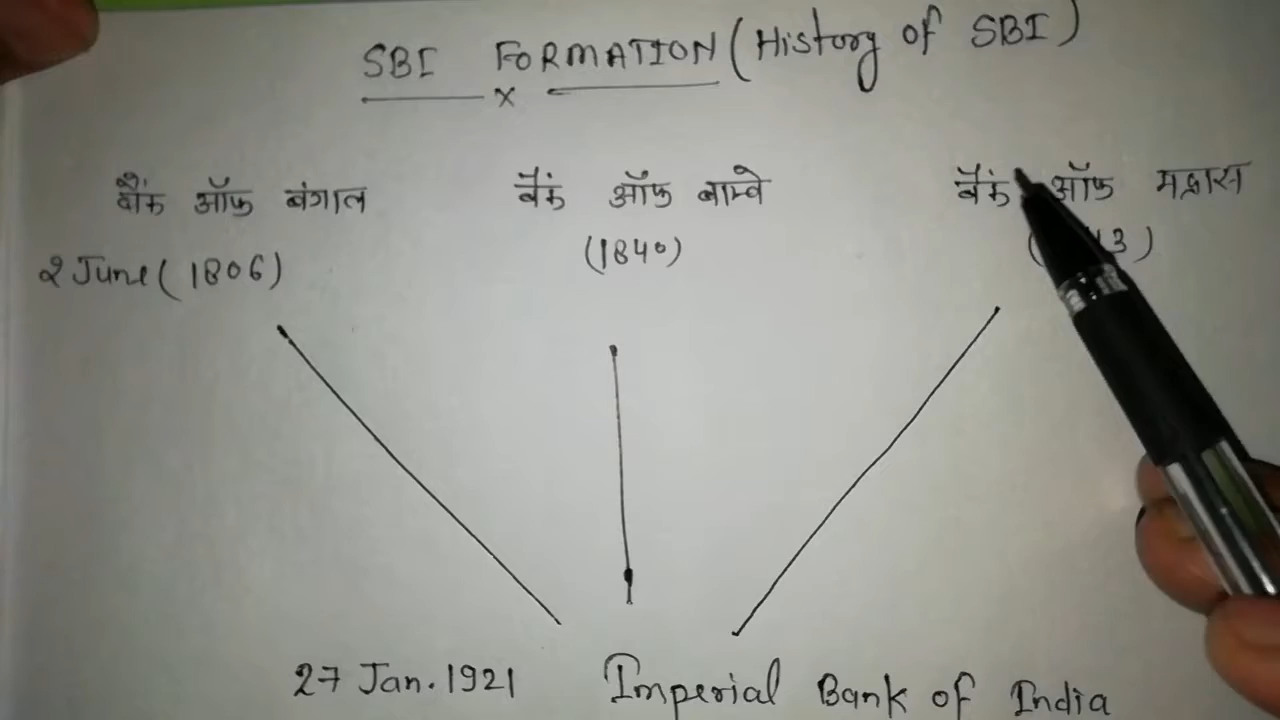 SBI FORMATION (History of SBI)
बैंक ऑफ बंगाल
बैंक ऑफ बाम्बे
बैंक ऑफ मद्रास
2 June (1806)
(1840)
27 Jan. 1921 Imperial Bank of India